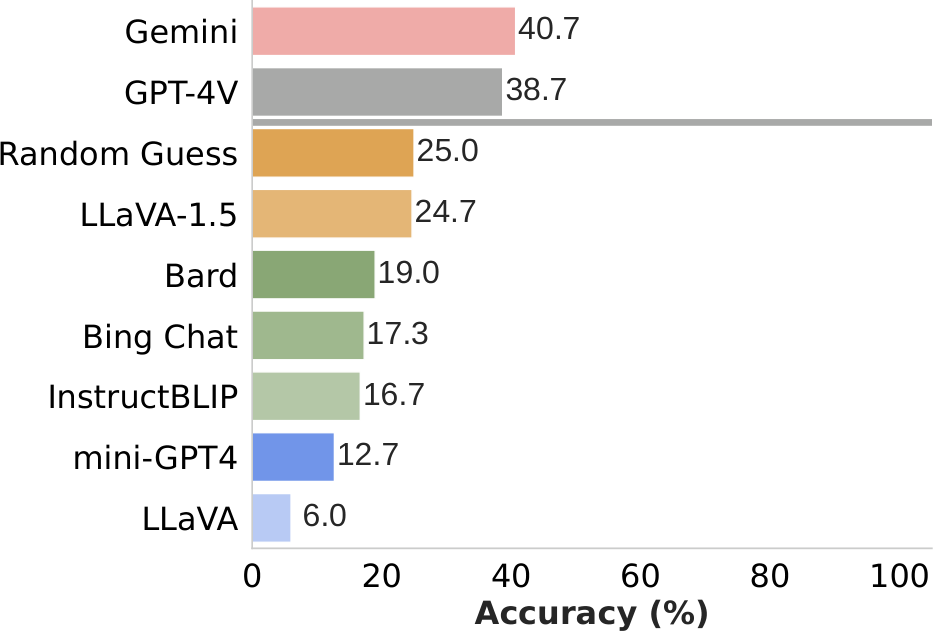 Gemini 40.7
GPT-4V 38.7
Random Guess 25.0
LLaVA-1.5 24.7
Bard 19.0
Bing Chat 17.3
InstructBLIP 16.7
mini-GPT4 12.7
LLaVA 6.0
0 20 40 60 80 100
Accuracy (%)